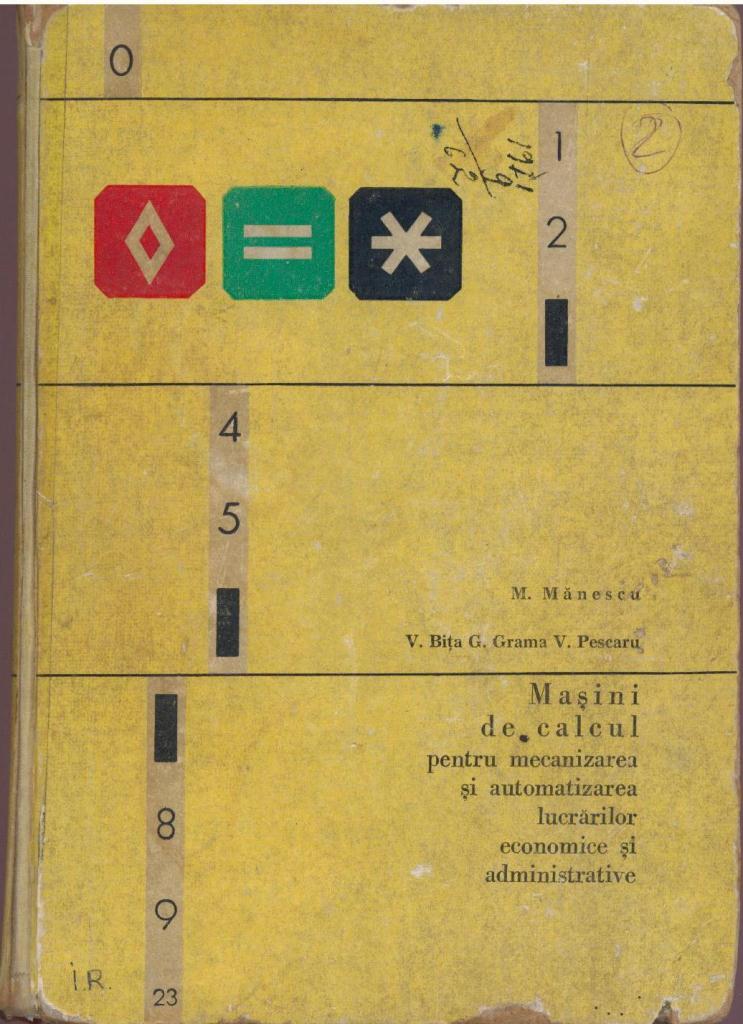 0
1
2
2
4
5
M. Mănescu
V. Bița G. Grama V. Pescaru
Mașini
de calcul
pentru mecanizarea
și automatizarea
lucrărilor
economice și
administrative
8
9
23
I.R.